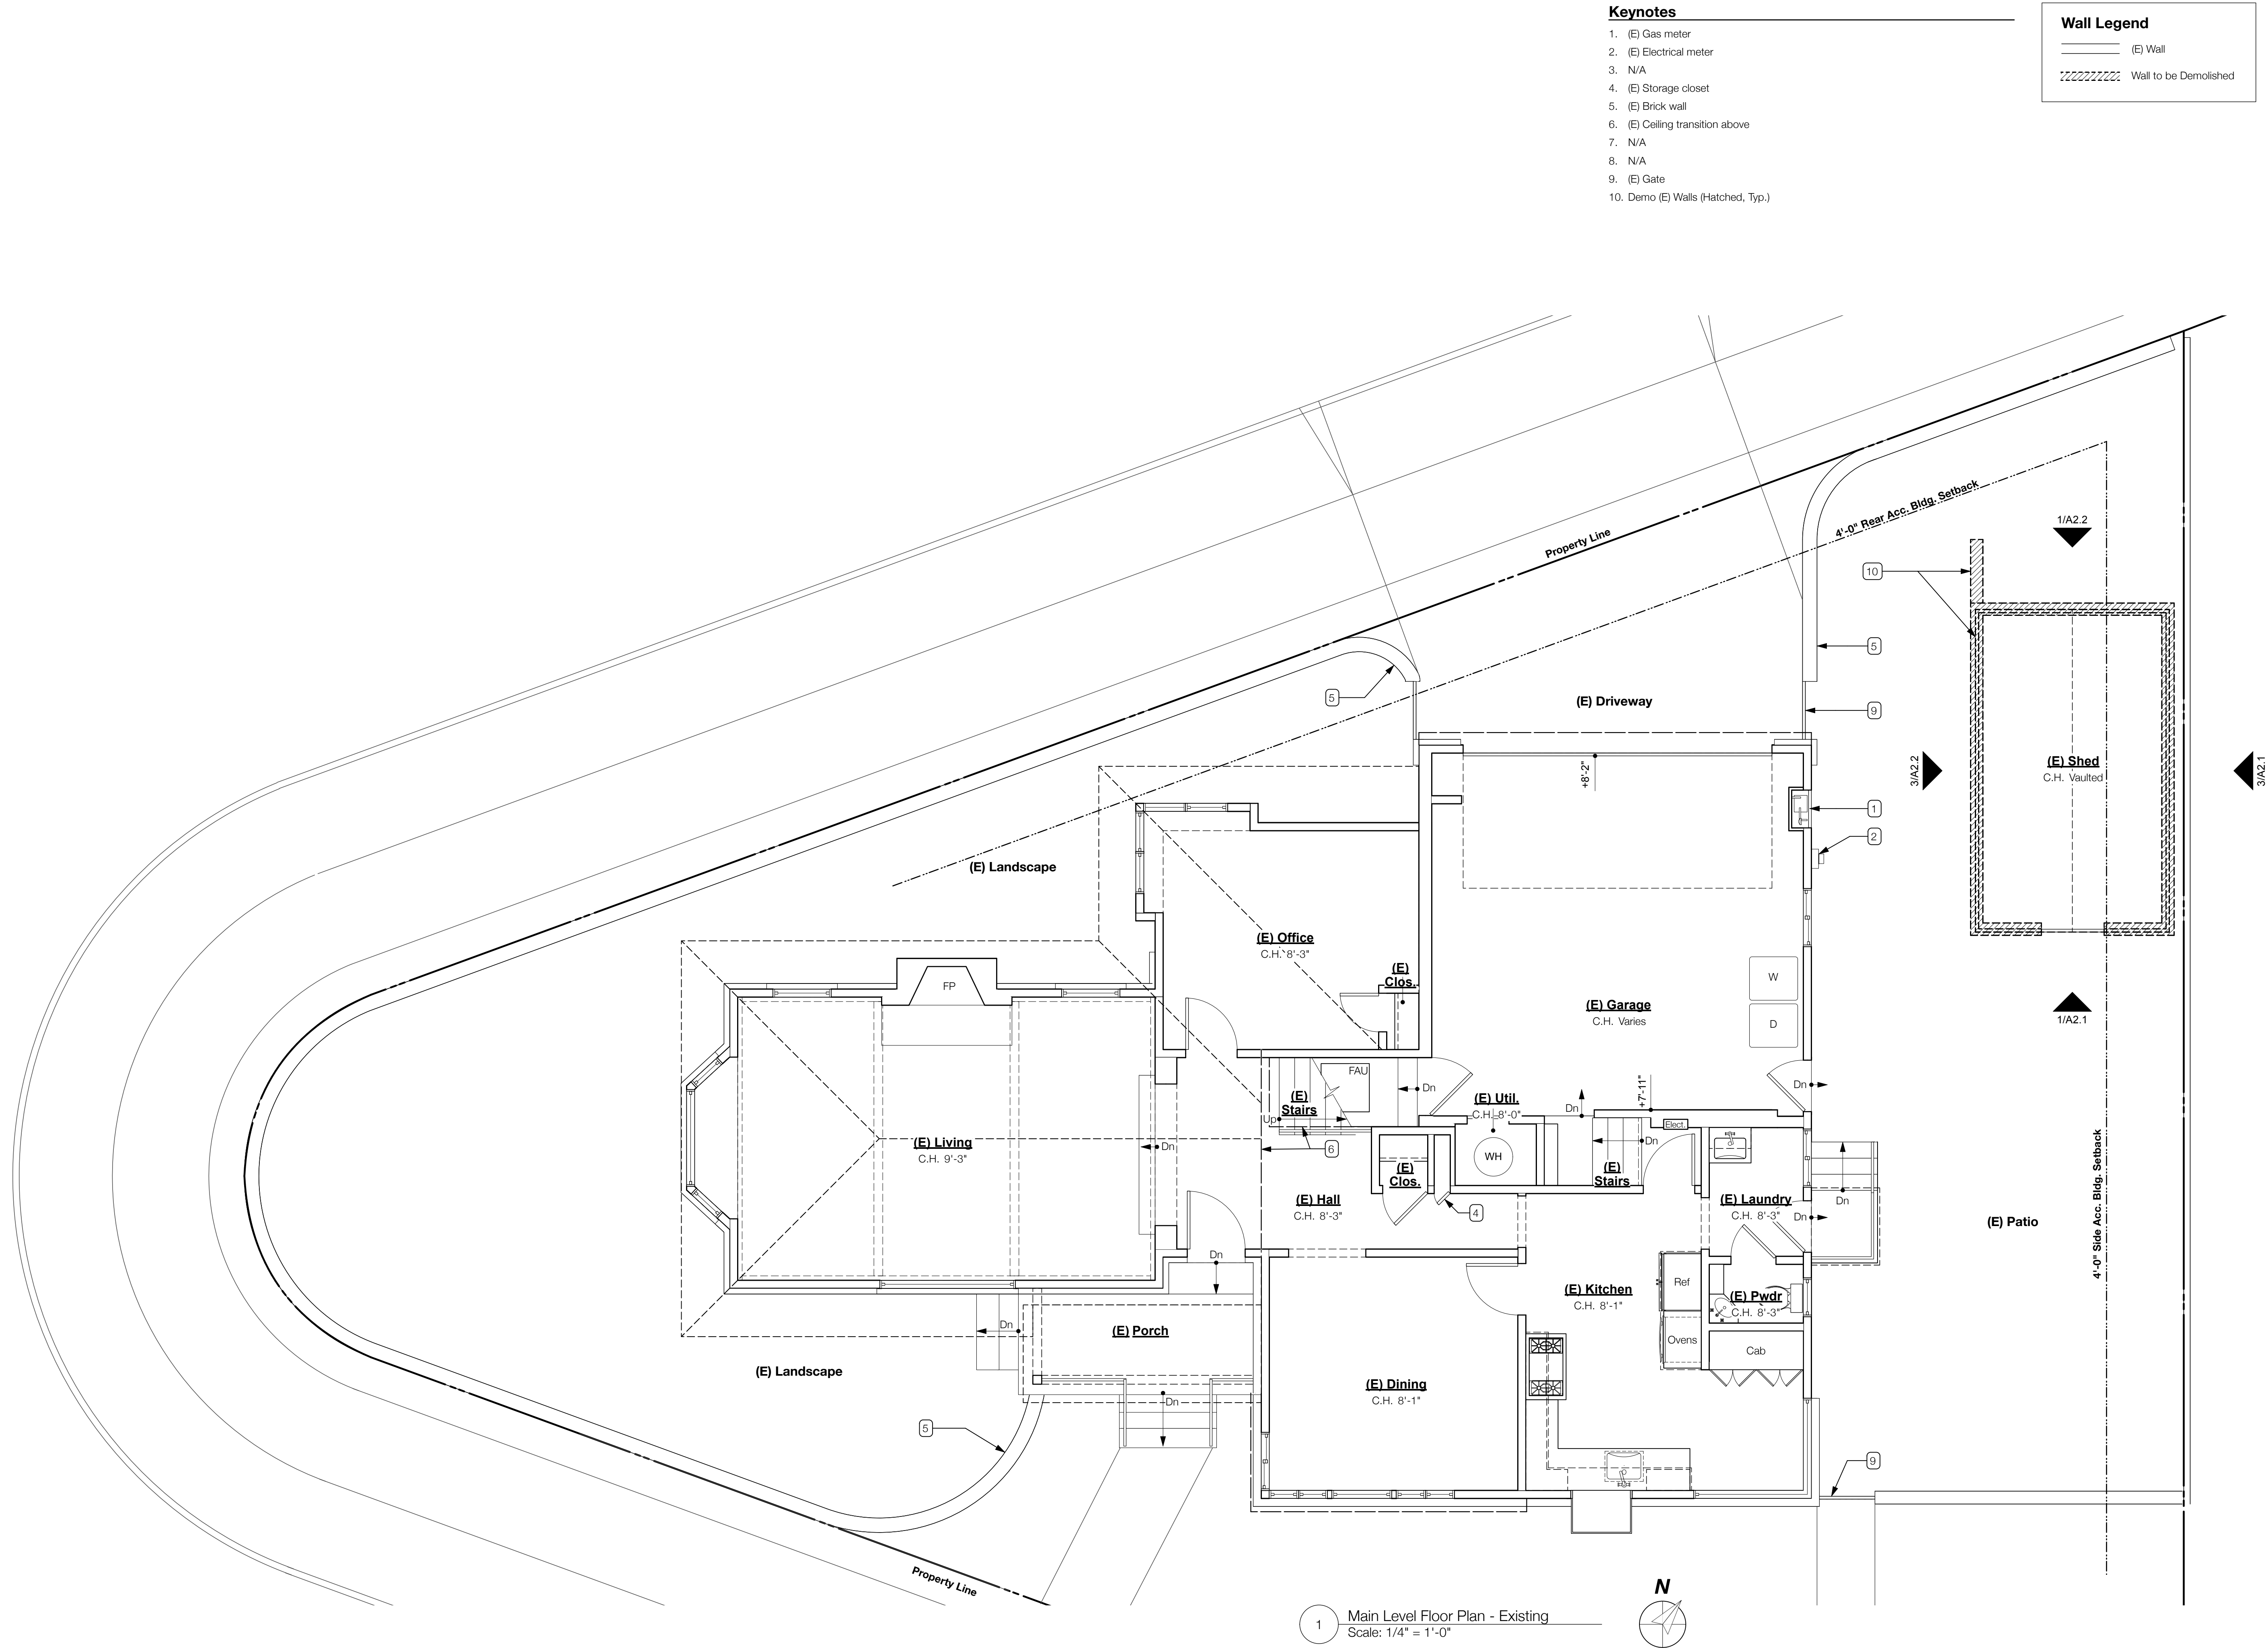 Keynotes
1. (E) Gas meter
2. (E) Electrical meter
3. N/A
4. (E) Storage closet
5. (E) Brick wall
6. (E) Ceiling transition above
7. N/A
8. N/A
9. (E) Gate
10. Demo (E) Walls (Hatched, Typ.)
Wall Legend
(E) Wall
Wall to be Demolished
4'-0" Rear Acc. Bldg. Setback
Property Line
1/A2.2
10
5
5
(E) Driveway
9
3/A2.2
(E) Shed
C.H. Vaulted
3/A2.1
+8'-2"
1
2
(E) Landscape
(E) Office
C.H. 8'-3"
(E)
Clos.
FP
W
(E) Garage
C.H. Varies
D
1/A2.1
FAU
Dn
(E)
Stairs
Up
(E) Util.
C.H. 8'-0"
Dn
+7'-11"
Dn
Elect.
Dn
(E) Living
C.H. 9'-3"
Dn
6
WH
(E)
Clos.
(E)
Stairs
(E) Hall
C.H. 8'-3"
4
(E) Laundry
C.H. 8'-3"
Dn
Dn
(E) Patio
4'-0" Side Acc. Bldg. Setback
Dn
Ref
(E) Kitchen
C.H. 8'-1"
(E) Pwdr
C.H. 8'-3"
Dn
(E) Porch
Ovens
Cab
(E) Landscape
(E) Dining
C.H. 8'-1"
Dn
5
9
Property Line
N
1
Main Level Floor Plan - Existing
Scale: 1/4" = 1'-0"